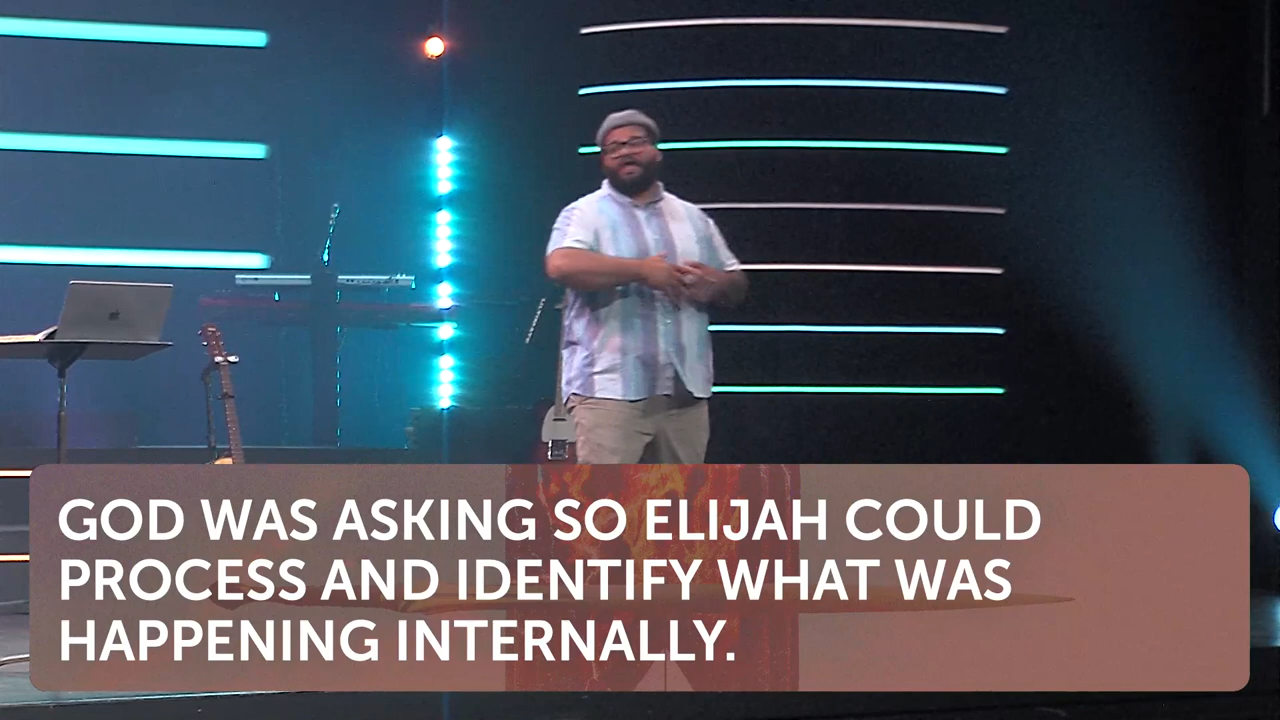 GOD WAS ASKING SO ELIJAH COULD
PROCESS AND IDENTIFY WHAT WAS
HAPPENING INTERNALLY.